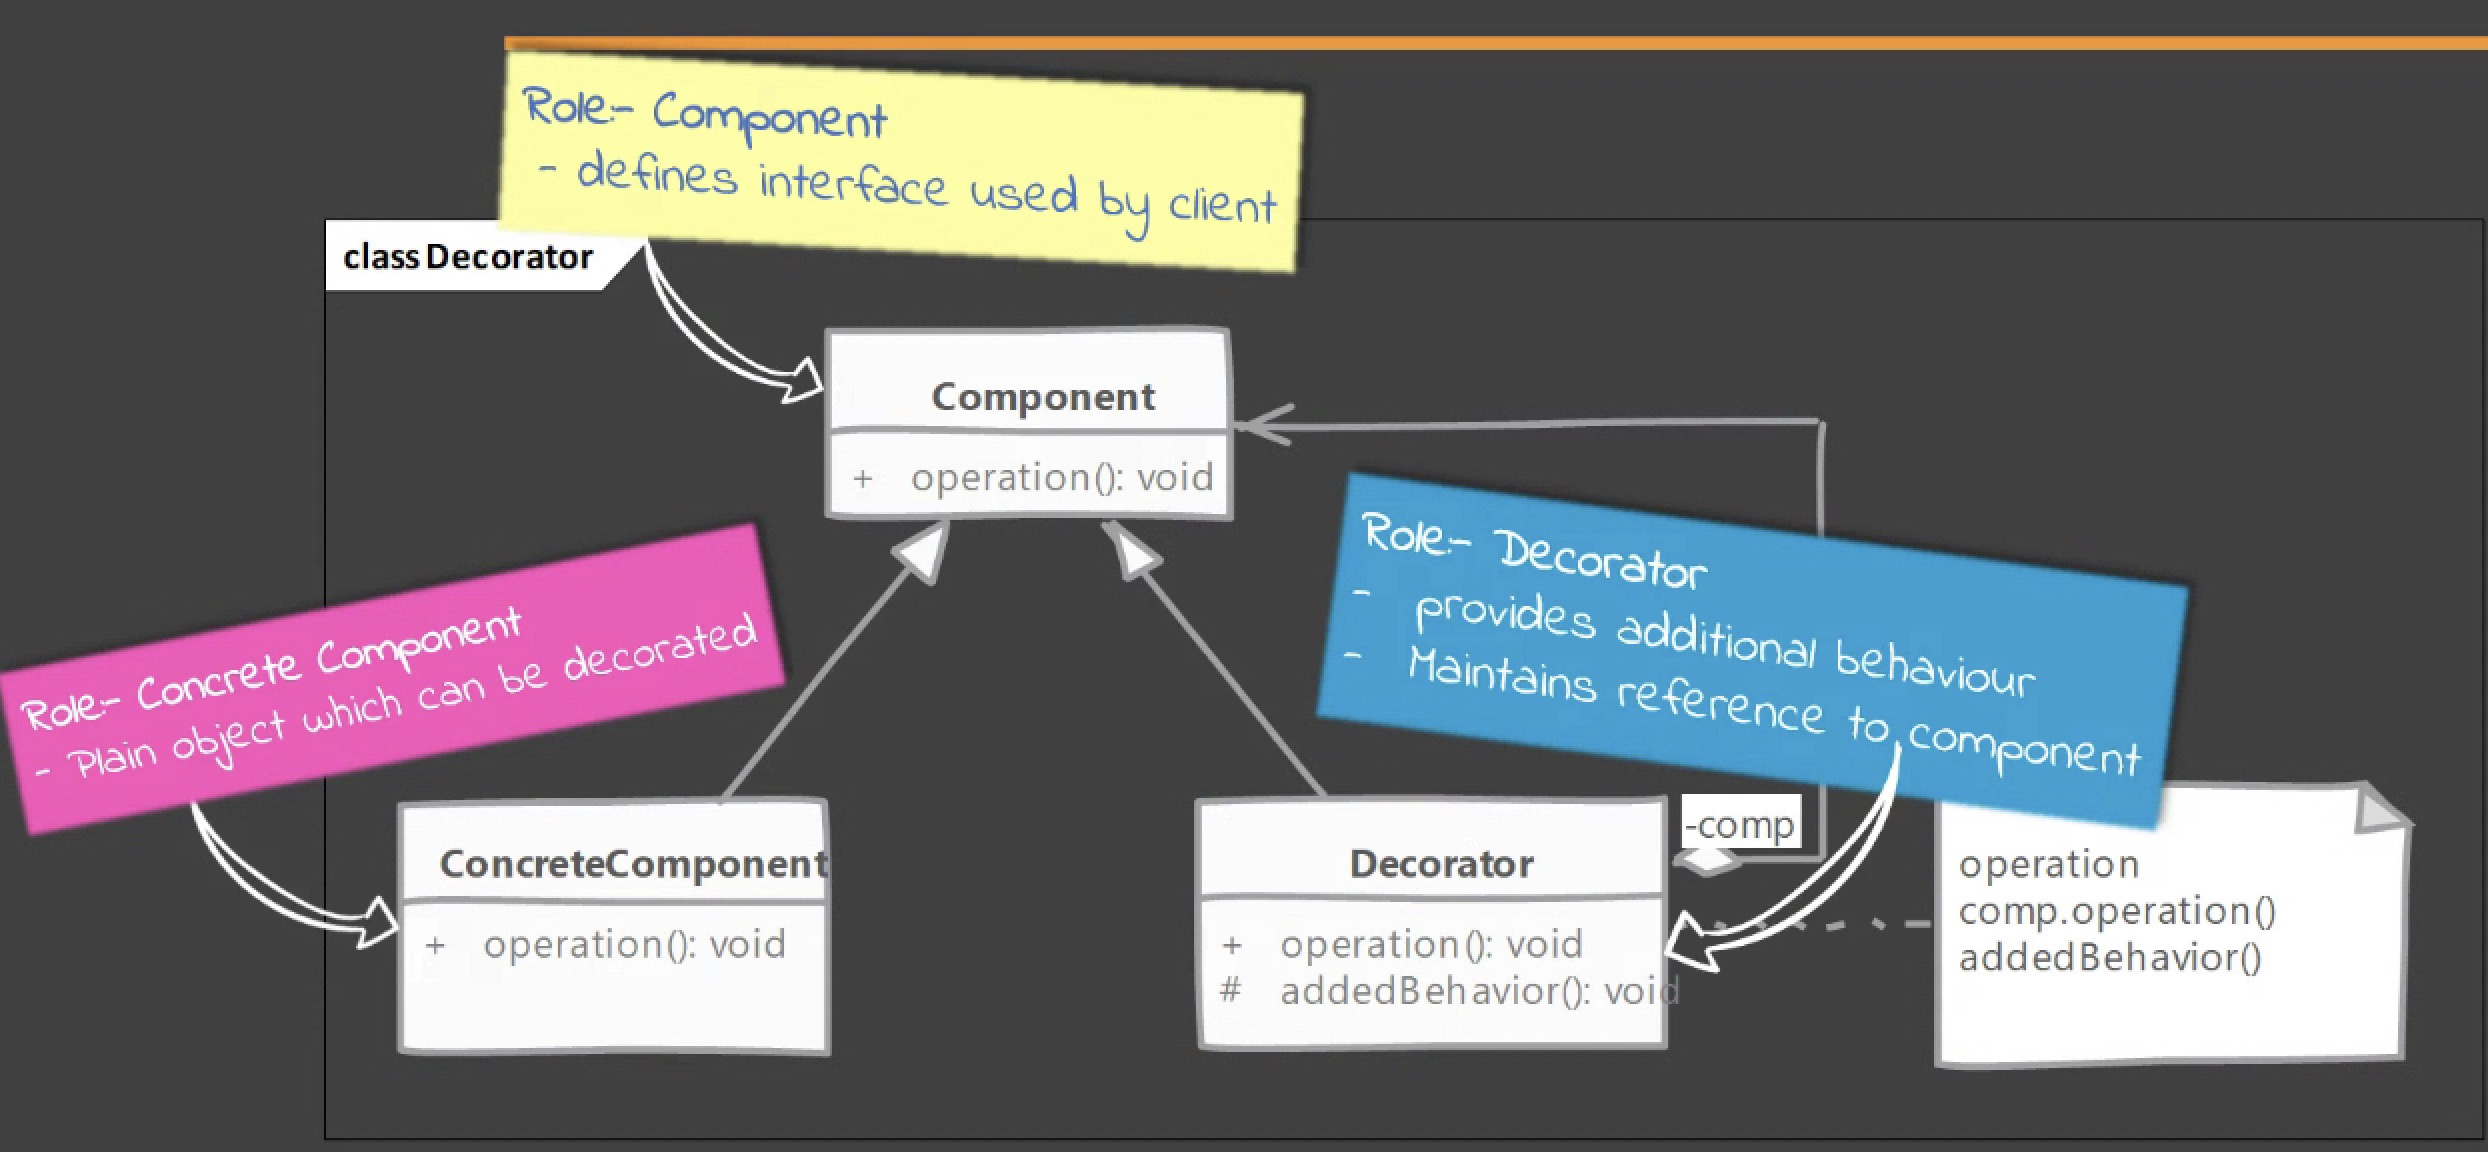 Role:- Component
- defines interface used by client
class Decorator
Component
+ operation(): void
Role:- Concrete Component
- Plain object which can be decorated
Role:- Decorator
- provides additional behaviour
- Maintains reference to component
ConcreteComponent
+ operation(): void
Decorator
+ operation(): void
# addedBehavior(): void
-comp
operation
comp.operation()
addedBehavior()